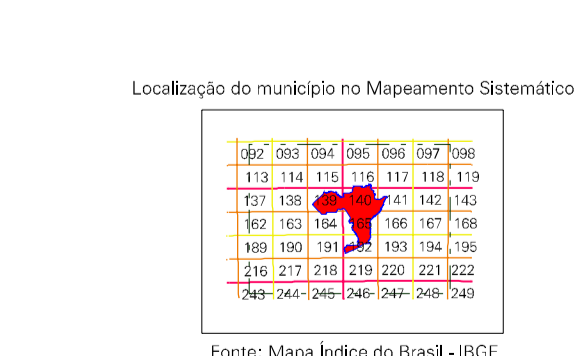 Localização do município no Mapeamento Sistemático
092 093 094 095 096 097 098
113 114 115 116 117 118 119
137 138 139 140 141 142 143
162 163 164 165 166 167 168
189 190 191 192 193 194 195
216 217 218 219 220 221 222
243 244 245 246 247 248 249
Fonte: Mapa Índice do Brasil - IBGE